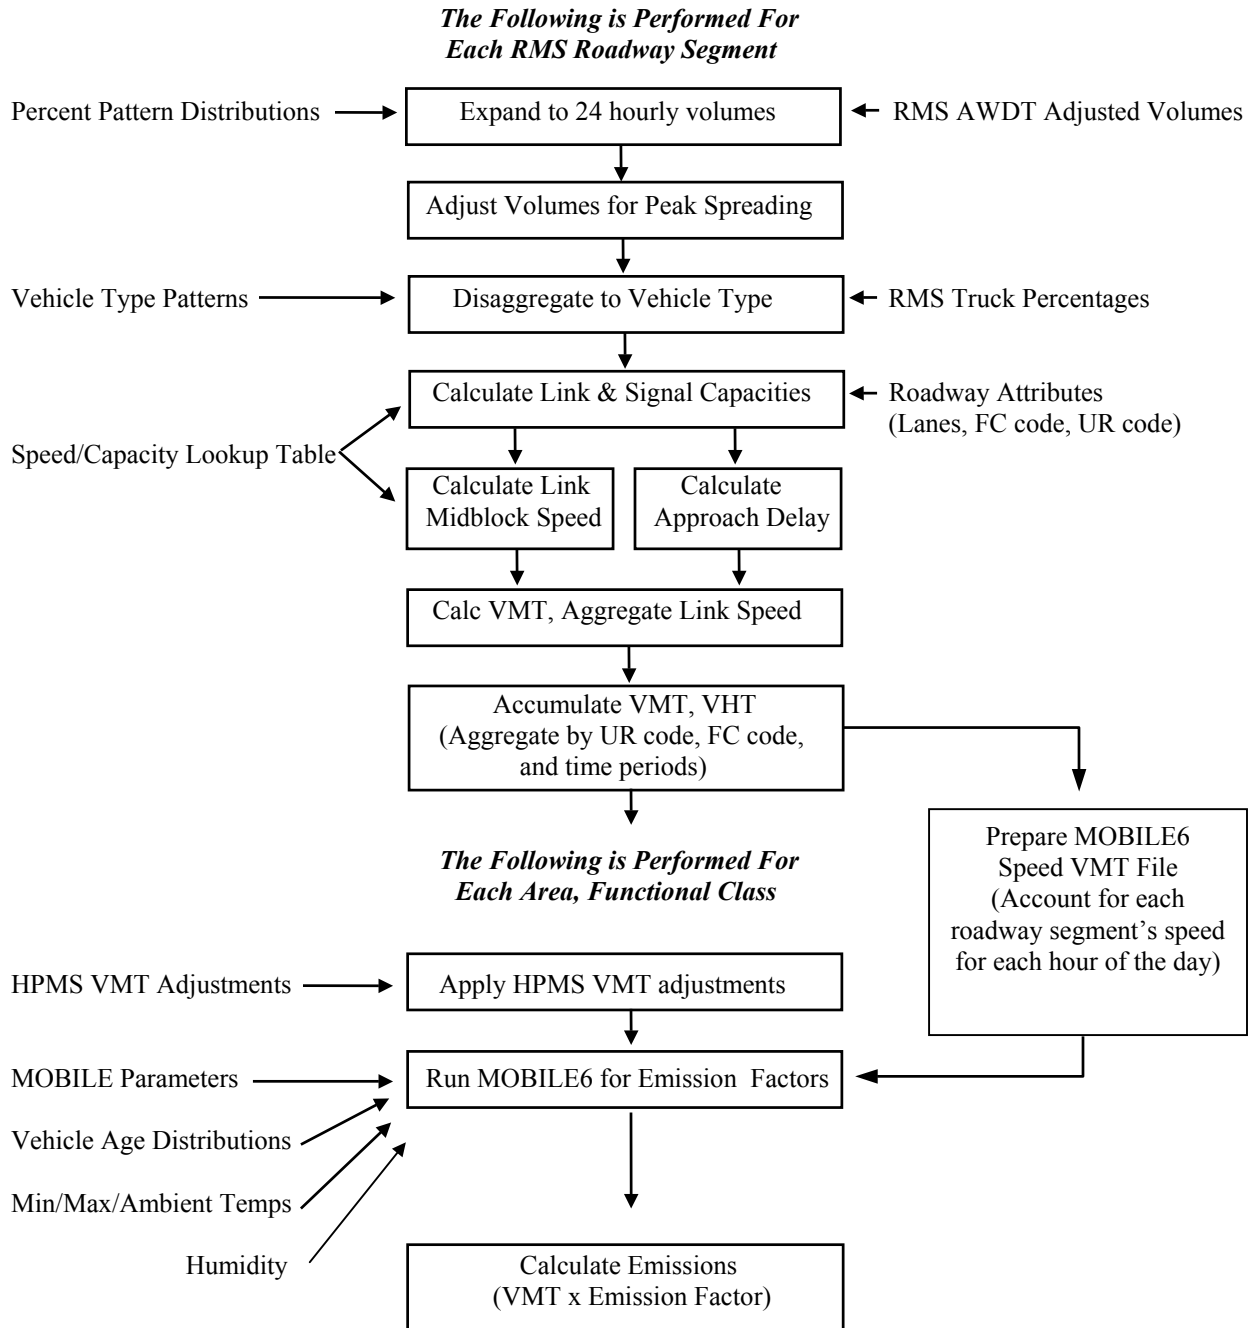 The Following is Performed For
Each RMS Roadway Segment
Percent Pattern Distributions
Expand to 24 hourly volumes
RMS AWDT Adjusted Volumes
Adjust Volumes for Peak Spreading
Vehicle Type Patterns
Disaggregate to Vehicle Type
RMS Truck Percentages
Calculate Link & Signal Capacities
Roadway Attributes
(Lanes, FC code, UR code)
Speed/Capacity Lookup Table
Calculate Link
Midblock Speed
Calculate
Approach Delay
Calc VMT, Aggregate Link Speed
Accumulate VMT, VHT
(Aggregate by UR code, FC code,
and time periods)
Prepare MOBILE6
Speed VMT File
(Account for each
roadway segment's speed
for each hour of the day)
The Following is Performed For
Each Area, Functional Class
HPMS VMT Adjustments
Apply HPMS VMT adjustments
MOBILE Parameters
Run MOBILE6 for Emission Factors
Vehicle Age Distributions
Min/Max/Ambient Temps
Humidity
Calculate Emissions
(VMT x Emission Factor)